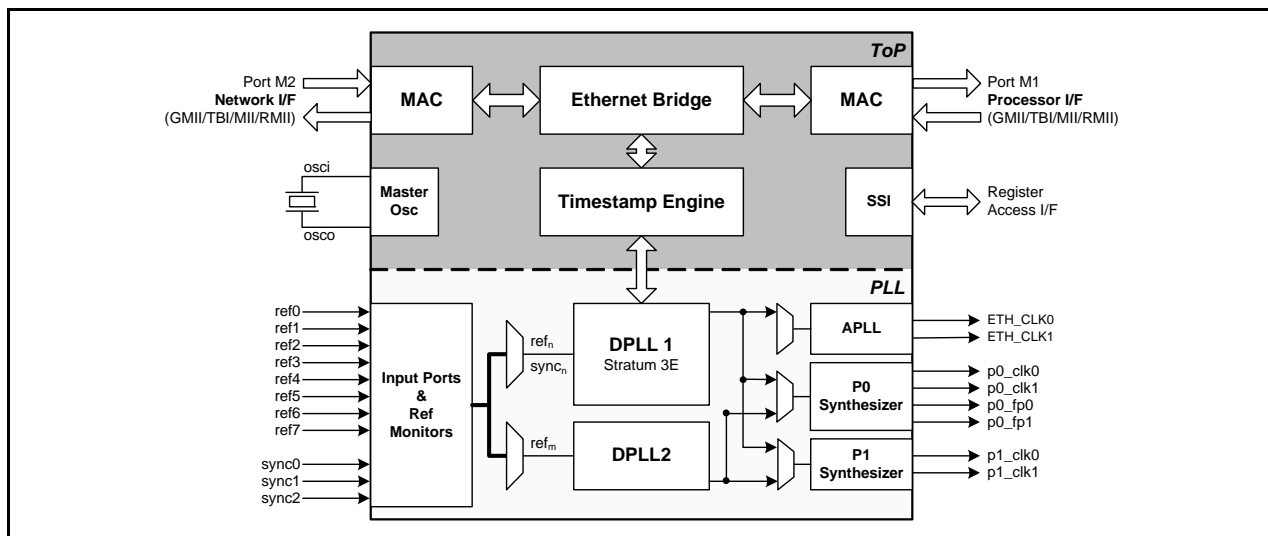 ToP
Port M2
Network I/F
(GMII/TBI/MII/RMII)
MAC
Ethernet Bridge
MAC
Port M1
Processor I/F
(GMII/TBI/MII/RMII)
osci
osco
Master
Osc
Timestamp Engine
SSI
Register
Access I/F
PLL
ref0
ref1
ref2
ref3
ref4
ref5
ref6
ref7
sync0
sync1
sync2
Input Ports
&
Ref
Monitors
refn
syncn
refm
DPLL 1
Stratum 3E
DPLL2
APLL
P0
Synthesizer
P1
Synthesizer
ETH_CLK0
ETH_CLK1
p0_clk0
p0_clk1
p0_fp0
p0_fp1
p1_clk0
p1_clk1